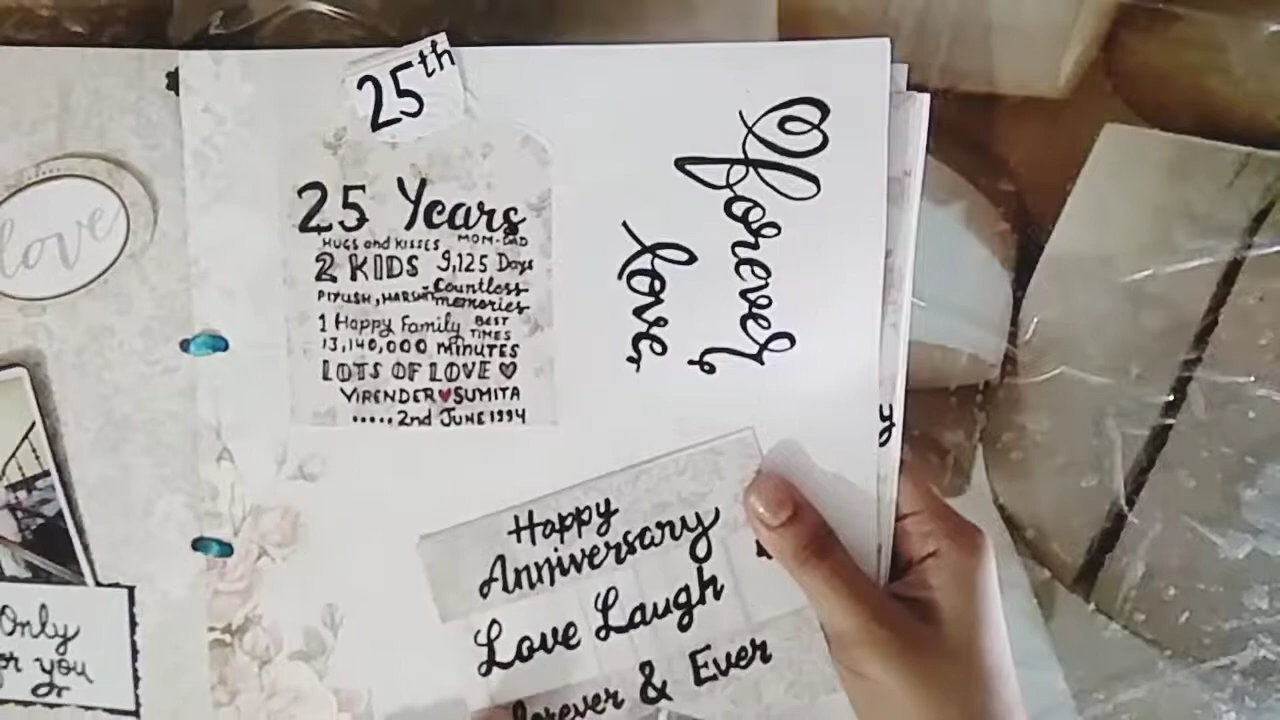 love
Only
you
25th
25 Years
HUGS and KISSES MOM-DAD
2 KIDS 9,125 Days
PIYUSH, Countless
memories
1 Happy Family BEST
TIMES
13,140,000 minutes
LOTS OF LOVE ♡
VIRENDER♥SUMITA
.....2nd JUNE 1994
forever
love
Happy
Anniversary
Love Laugh
forever & Ever